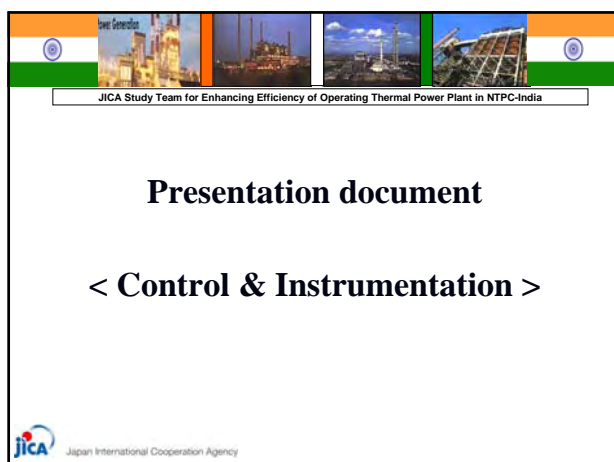 Power Generation
JICA Study Team for Enhancing Efficiency of Operating Thermal Power Plant in NTPC-India
Presentation document
< Control & Instrumentation >
jICA Japan International Cooperation Agency